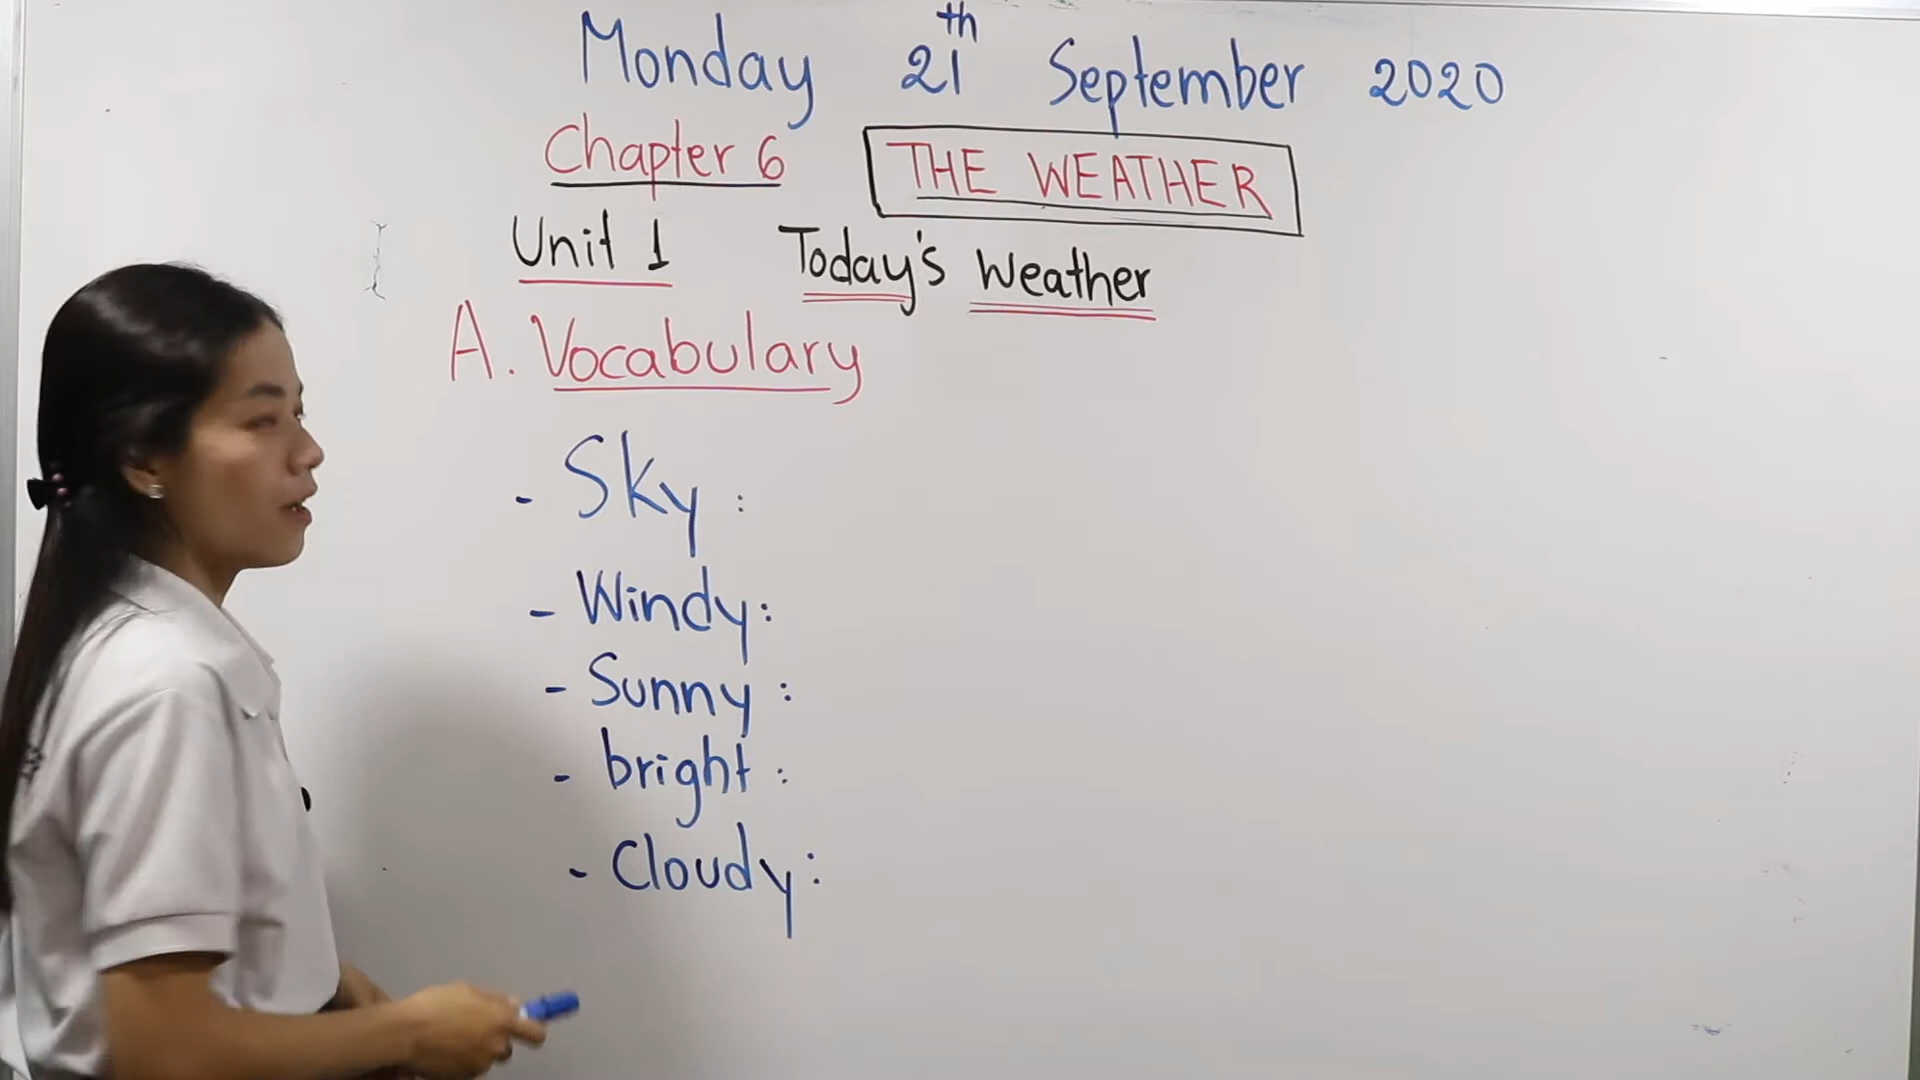 Monday 21th September 2020
Chapter 6 THE WEATHER
Unit 1 Today's Weather
A. Vocabulary
- Sky :
- Windy:
- Sunny :
- bright :
- Cloudy: